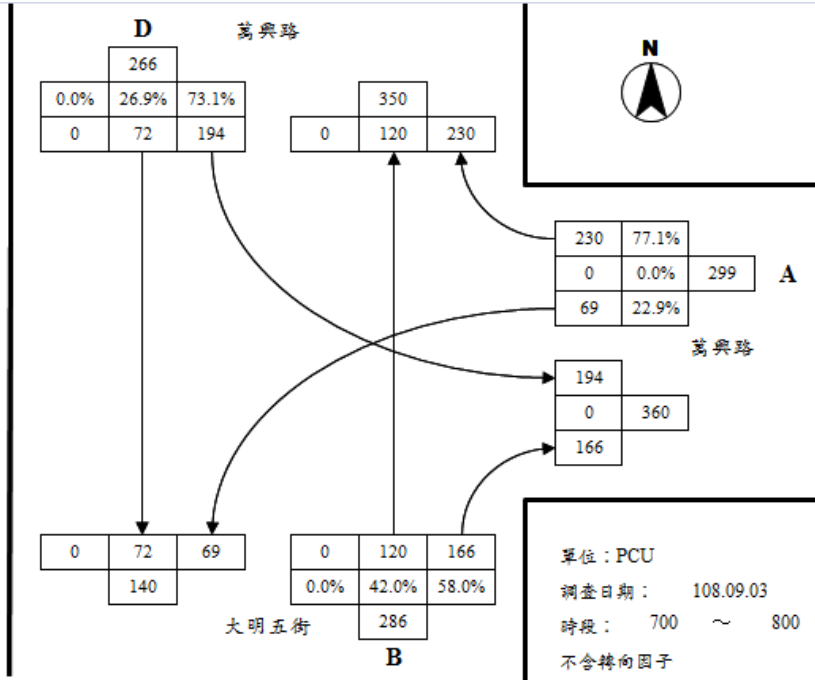 D
萬興路
266
0.0% 26.9% 73.1%
0 72 194
350
0 120 230
N
230 77.1%
0 0.0% 299
69 22.9%
A
萬興路
194
0 360
166
0 72 69
140
0 120 166
0.0% 42.0% 58.0%
286
大明五街
B
單位：PCU
調查日期： 108.09.03
時段： 700 ～ 800
不含轉向因子